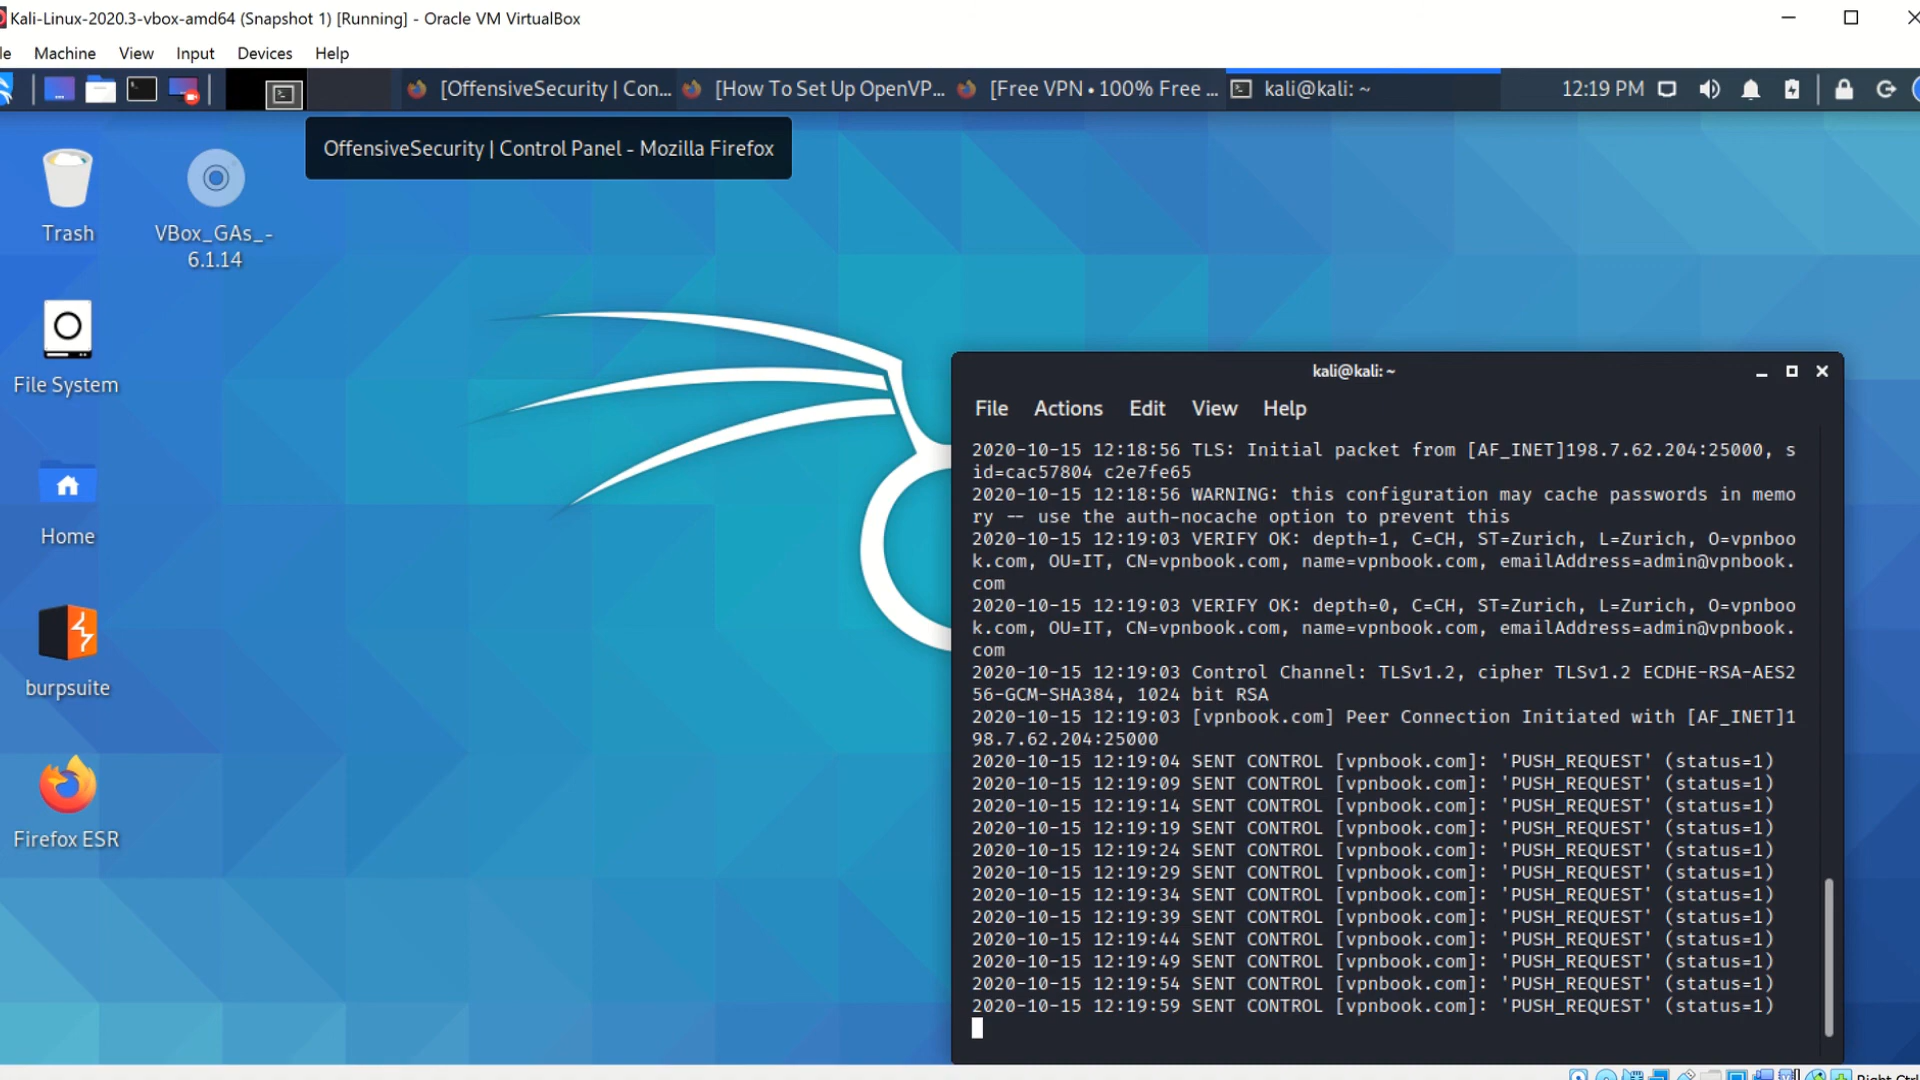 Kali-Linux-2020.3-vbox-amd64 (Snapshot 1) [Running] - Oracle VM VirtualBox
le Machine View Input Devices Help
[OffensiveSecurity | Con... [How To Set Up OpenVP... [Free VPN • 100% Free ... kali@kali: ~ 12:19 PM
OffensiveSecurity | Control Panel - Mozilla Firefox
Trash
VBox_GAs_-
6.1.14
File System
Home
burpsuite
Firefox ESR
kali@kali: ~
File Actions Edit View Help
2020-10-15 12:18:56 TLS: Initial packet from [AF_INET]198.7.62.204:25000, s
id=cac57804 c2e7fe65
2020-10-15 12:18:56 WARNING: this configuration may cache passwords in memo
ry -- use the auth-nocache option to prevent this
2020-10-15 12:19:03 VERIFY OK: depth=1, C=CH, ST=Zurich, L=Zurich, O=vpnboo
k.com, OU=IT, CN=vpnbook.com, name=vpnbook.com, emailAddress=admin@vpnbook.
com
2020-10-15 12:19:03 VERIFY OK: depth=0, C=CH, ST=Zurich, L=Zurich, O=vpnboo
k.com, OU=IT, CN=vpnbook.com, name=vpnbook.com, emailAddress=admin@vpnbook.
com
2020-10-15 12:19:03 Control Channel: TLSv1.2, cipher TLSv1.2 ECDHE-RSA-AES2
56-GCM-SHA384, 1024 bit RSA
2020-10-15 12:19:03 [vpnbook.com] Peer Connection Initiated with [AF_INET]1
98.7.62.204:25000
2020-10-15 12:19:04 SENT CONTROL [vpnbook.com]: 'PUSH_REQUEST' (status=1)
2020-10-15 12:19:09 SENT CONTROL [vpnbook.com]: 'PUSH_REQUEST' (status=1)
2020-10-15 12:19:14 SENT CONTROL [vpnbook.com]: 'PUSH_REQUEST' (status=1)
2020-10-15 12:19:19 SENT CONTROL [vpnbook.com]: 'PUSH_REQUEST' (status=1)
2020-10-15 12:19:24 SENT CONTROL [vpnbook.com]: 'PUSH_REQUEST' (status=1)
2020-10-15 12:19:29 SENT CONTROL [vpnbook.com]: 'PUSH_REQUEST' (status=1)
2020-10-15 12:19:34 SENT CONTROL [vpnbook.com]: 'PUSH_REQUEST' (status=1)
2020-10-15 12:19:39 SENT CONTROL [vpnbook.com]: 'PUSH_REQUEST' (status=1)
2020-10-15 12:19:44 SENT CONTROL [vpnbook.com]: 'PUSH_REQUEST' (status=1)
2020-10-15 12:19:49 SENT CONTROL [vpnbook.com]: 'PUSH_REQUEST' (status=1)
2020-10-15 12:19:54 SENT CONTROL [vpnbook.com]: 'PUSH_REQUEST' (status=1)
2020-10-15 12:19:59 SENT CONTROL [vpnbook.com]: 'PUSH_REQUEST' (status=1)
Right Ctrl